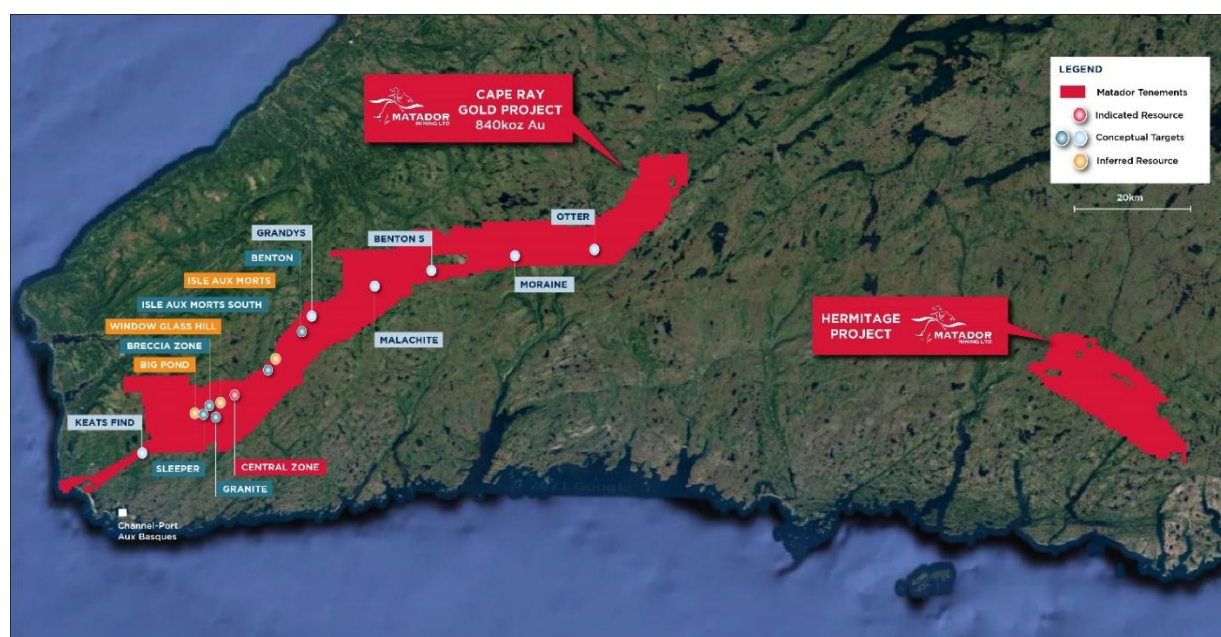 CAPE RAY
GOLD PROJECT
840koz Au
MATADOR
MINING LTD
LEGEND
Matador Tenements
Indicated Resource
Conceptual Targets
Inferred Resource
20km
OTTER
GRANDYS
BENTON 5
BENTON
ISLE AUX MORTS
MORAINE
ISLE AUX MORTS SOUTH
HERMITAGE
PROJECT
MATADOR
MINING LTD
WINDOW GLASS HILL
MALACHITE
BRECCIA ZONE
BIG POND
KEATS FIND
SLEEPER
CENTRAL ZONE
GRANITE
Channel-Port
Aux Basques